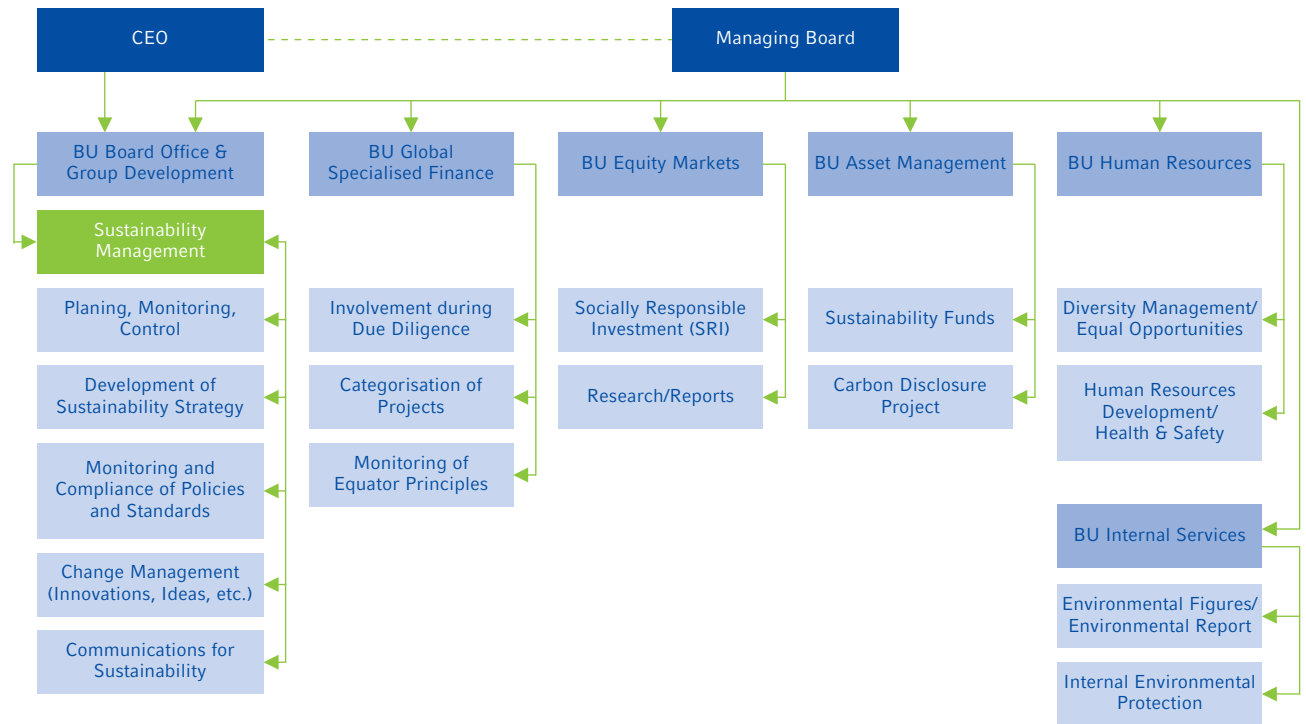 CEO
Managing Board
BU Board Office &
Group Development
BU Global
Specialised Finance
BU Equity Markets
BU Asset Management
BU Human Resources
Sustainability
Management
Planing, Monitoring,
Control
Development of
Sustainability Strategy
Monitoring and
Compliance of Policies
and Standards
Change Management
(Innovations, Ideas, etc.)
Communications for
Sustainability
Involvement during
Due Diligence
Categorisation of
Projects
Monitoring of
Equator Principles
Socially Responsible
Investment (SRI)
Research/Reports
Sustainability Funds
Carbon Disclosure
Project
Diversity Management/
Equal Opportunities
Human Resources
Development/
Health & Safety
BU Internal Services
Environmental Figures/
Environmental Report
Internal Environmental
Protection